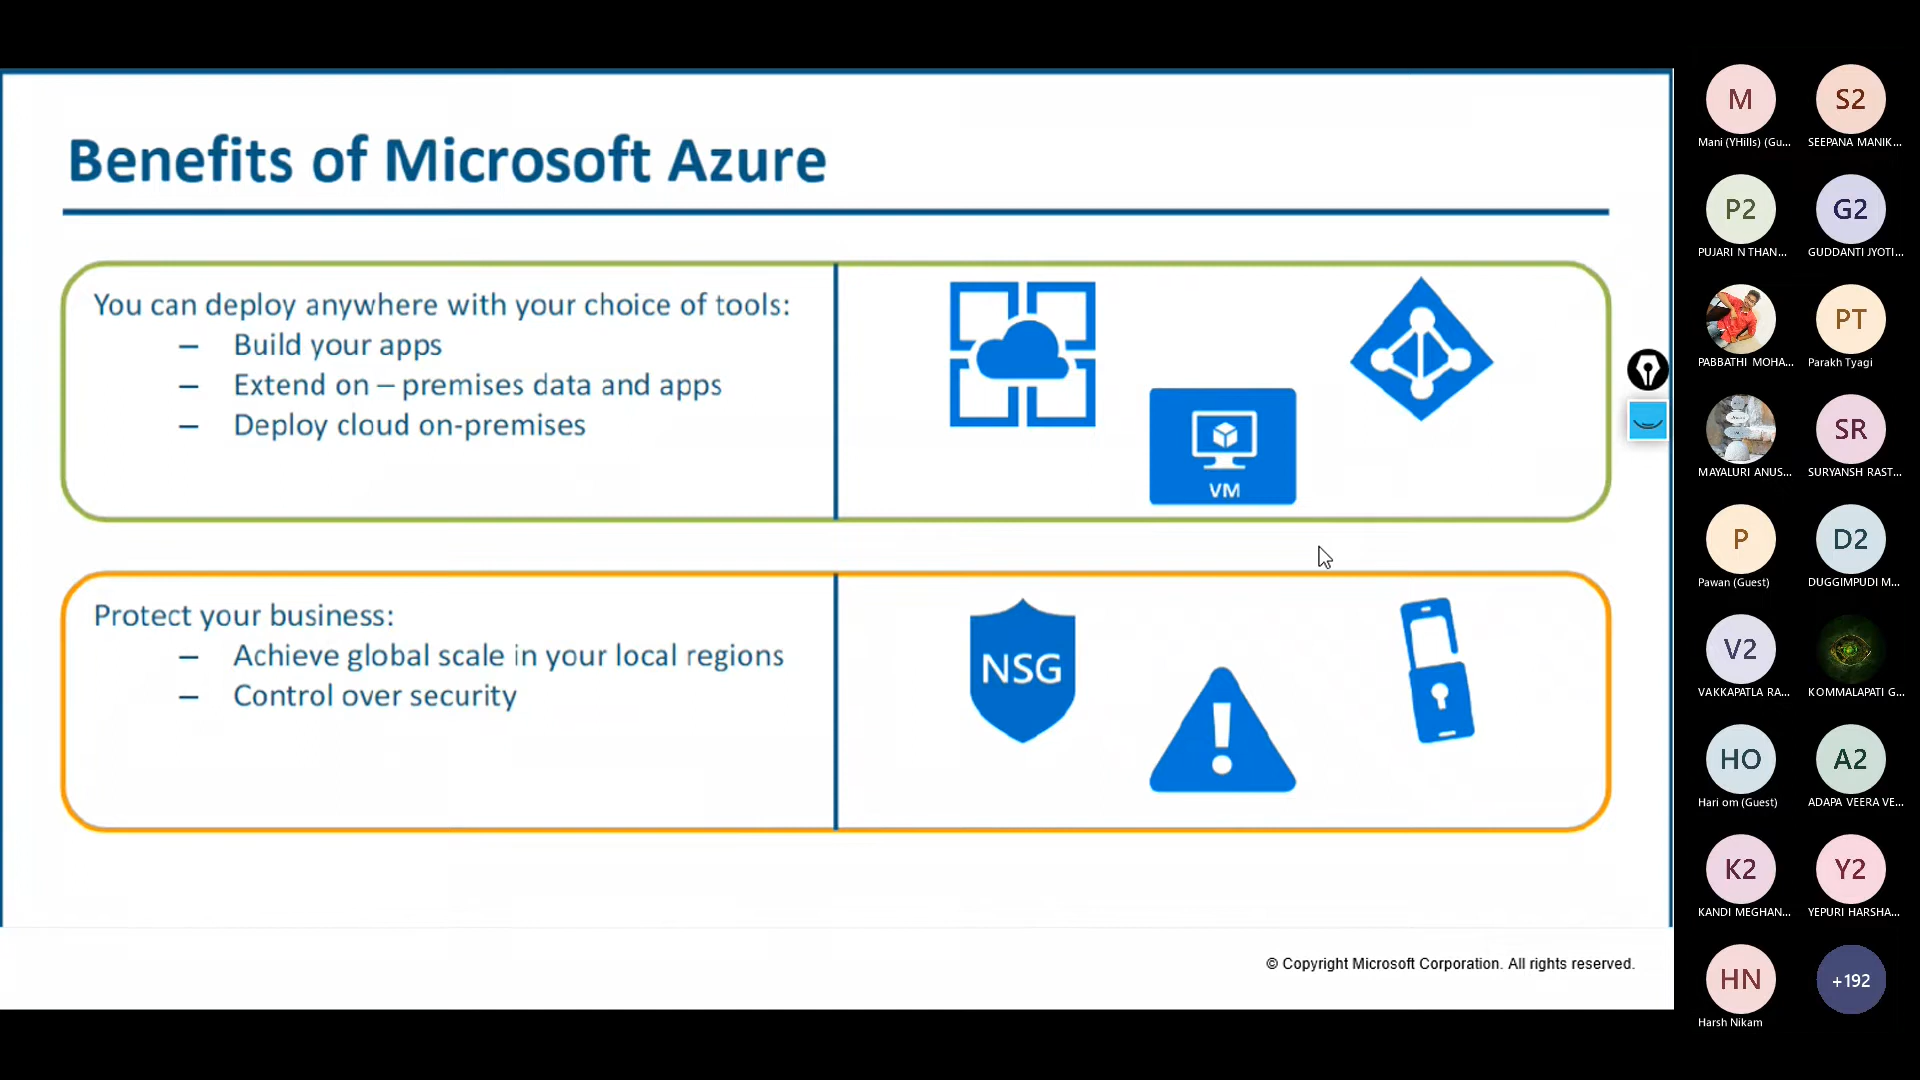 Benefits of Microsoft Azure
You can deploy anywhere with your choice of tools:
– Build your apps
– Extend on – premises data and apps
– Deploy cloud on-premises
VM
Protect your business:
– Achieve global scale in your local regions
– Control over security
NSG
!
© Copyright Microsoft Corporation. All rights reserved.
M
S2
Mani (YHills) (Gu...
SEEPANA MANIK...
P2
G2
PUJARI N THAN...
GUDDANTI JYOTI...
PT
PABBATHI MOHA...
Parakh Tyagi
SR
MAYALURI ANUS...
SURYANSH RAST...
P
D2
Pawan (Guest)
DUGGIMPUDI M...
V2
VAKKAPATLA RA...
KOMMALAPATI G...
HO
A2
Hari om (Guest)
ADAPA VEERA VE...
K2
Y2
KANDI MEGHAN...
YEPURI HARSHA...
HN
+192
Harsh Nikam